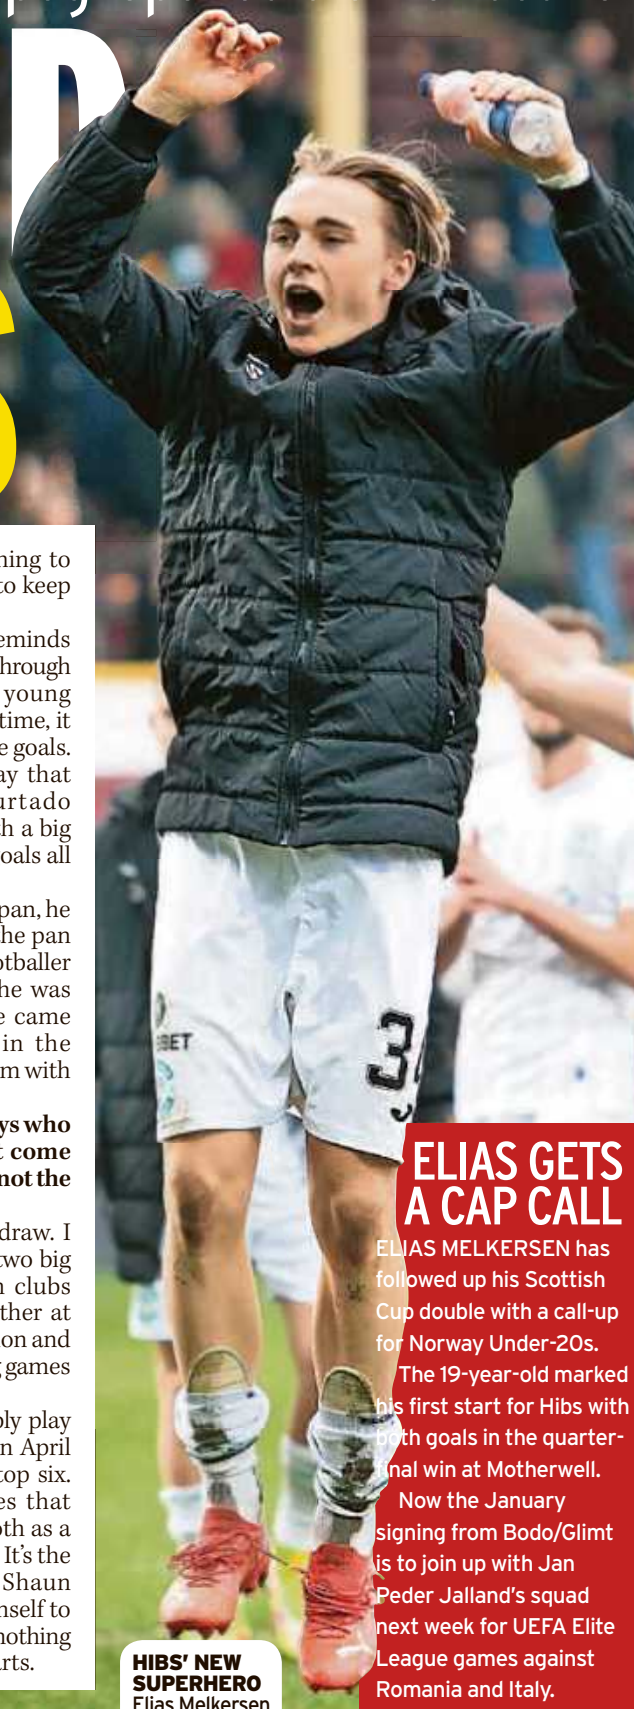 ning to
to keep
eminds
hrough
young
time, it
e goals.
ay that
urtado
h a big
oals all
pan, he
the pan
otballer
he was
e came
in the
m with
ys who
t come
not the
draw. I
two big
n clubs
ther at
on and
g games
bly play
n April
top six.
es that
oth as a
It's the
Shaun
nself to
nothing
rts.
BET
34
ELIAS GETS
A CAP CALL
ELIAS MELKERSEN has
followed up his Scottish
Cup double with a call-up
for Norway Under-20s.
The 19-year-old marked
his first start for Hibs with
both goals in the quarter-
final win at Motherwell.
Now the January
signing from Bodo/Glimt
is to join up with Jan
Peder Jalland's squad
next week for UEFA Elite
League games against
Romania and Italy.
HIBS' NEW
SUPERHERO
Elias Melkersen